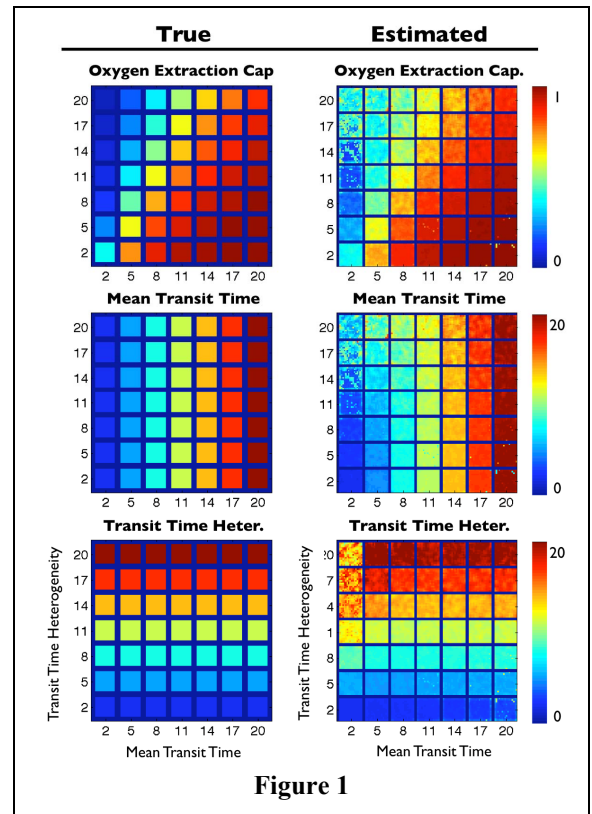 True Estimated
Oxygen Extraction Cap Oxygen Extraction Cap.
20 20 1
17 17
14 14
11 11
8 8
5 5
2 2 0
2 5 8 11 14 17 20 2 5 8 11 14 17 20
Mean Transit Time Mean Transit Time
20 20 20
17 17
14 14
11 11
8 8
5 5
2 2 0
2 5 8 11 14 17 20 2 5 8 11 14 17 20
Transit Time Heter. Transit Time Heter.
Transit Time Heterogeneity Transit Time Heterogeneity
20 20 20
17 7
14 4
11 1
8 8
5 5
2 2 0
2 5 8 11 14 17 20 2 5 8 11 14 17 20
Mean Transit Time Mean Transit Time
Figure 1